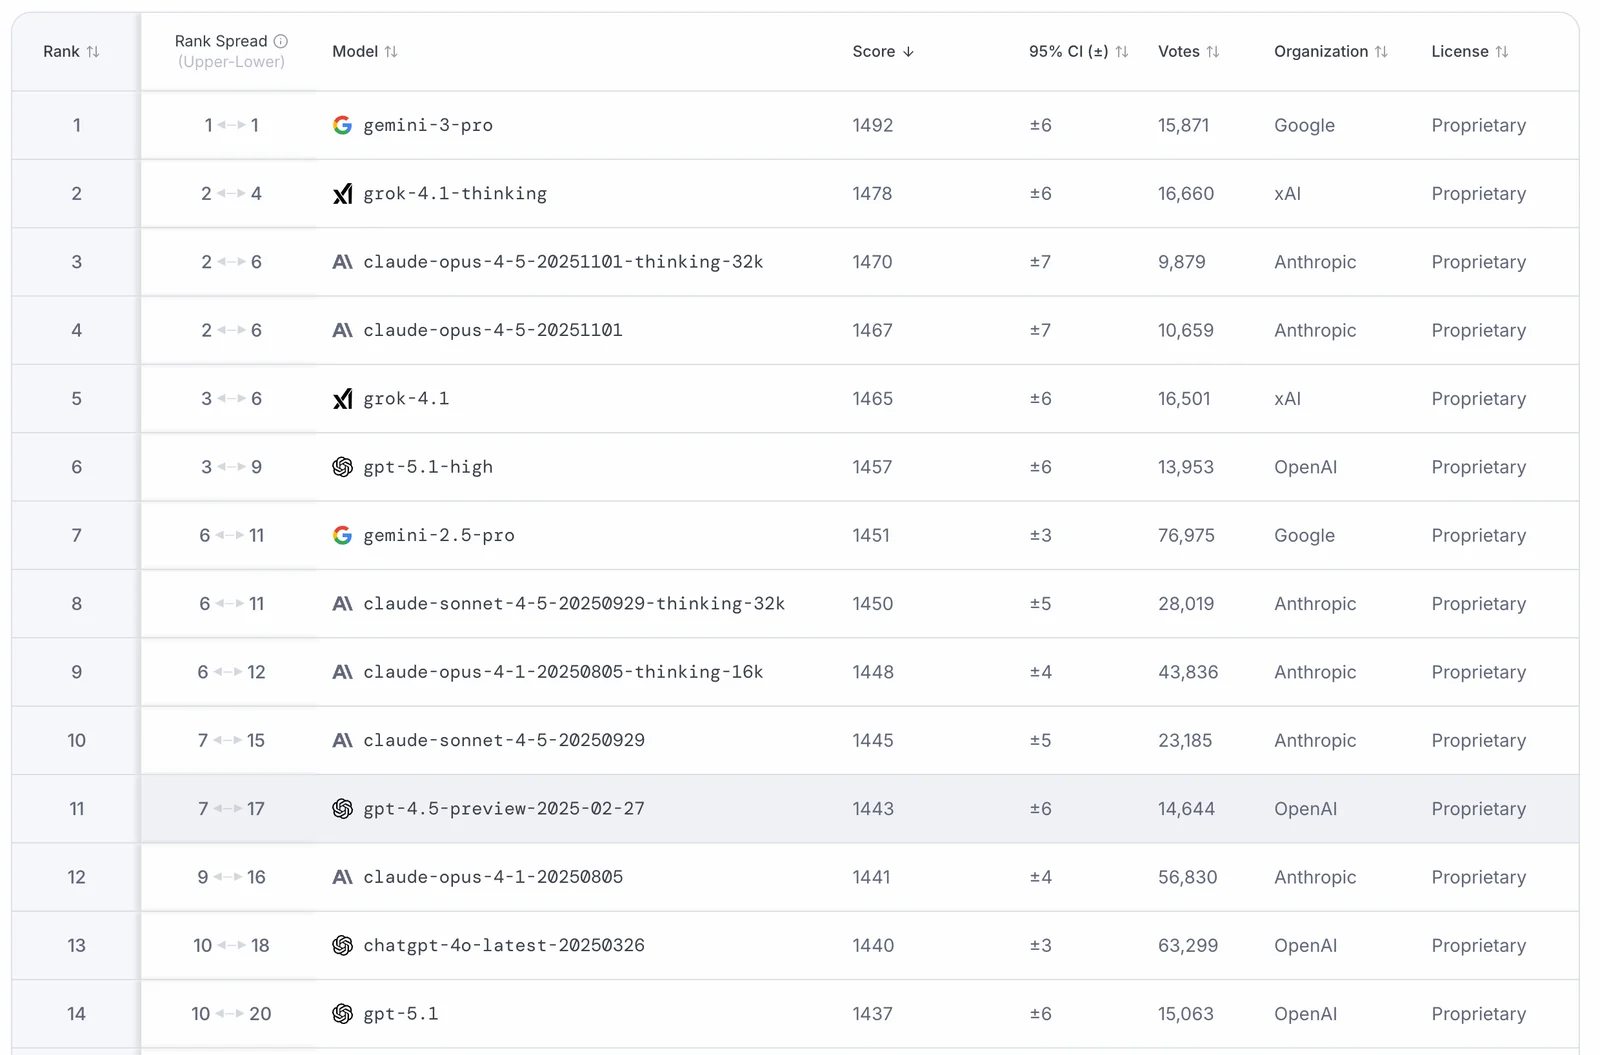 Rank Rank Spread (Upper-Lower) Model Score 95% CI (±) Votes Organization License
1 1 1 gemini-3-pro 1492 ±6 15,871 Google Proprietary
2 2 4 grok-4.1-thinking 1478 ±6 16,660 xAI Proprietary
3 2 6 claude-opus-4-5-20251101-thinking-32k 1470 ±7 9,879 Anthropic Proprietary
4 2 6 claude-opus-4-5-20251101 1467 ±7 10,659 Anthropic Proprietary
5 3 6 grok-4.1 1465 ±6 16,501 xAI Proprietary
6 3 9 gpt-5.1-high 1457 ±6 13,953 OpenAI Proprietary
7 6 11 gemini-2.5-pro 1451 ±3 76,975 Google Proprietary
8 6 11 claude-sonnet-4-5-20250929-thinking-32k 1450 ±5 28,019 Anthropic Proprietary
9 6 12 claude-opus-4-1-20250805-thinking-16k 1448 ±4 43,836 Anthropic Proprietary
10 7 15 claude-sonnet-4-5-20250929 1445 ±5 23,185 Anthropic Proprietary
11 7 17 gpt-4.5-preview-2025-02-27 1443 ±6 14,644 OpenAI Proprietary
12 9 16 claude-opus-4-1-20250805 1441 ±4 56,830 Anthropic Proprietary
13 10 18 chatgpt-4o-latest-20250326 1440 ±3 63,299 OpenAI Proprietary
14 10 20 gpt-5.1 1437 ±6 15,063 OpenAI Proprietary